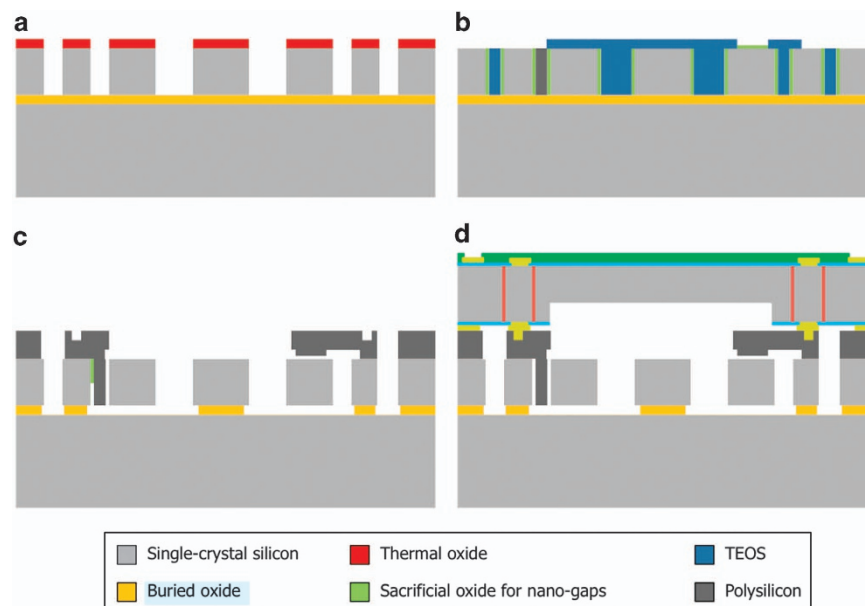 a
b
c
d
Single-crystal silicon
Thermal oxide
TEOS
Buried oxide
Sacrificial oxide for nano-gaps
Polysilicon